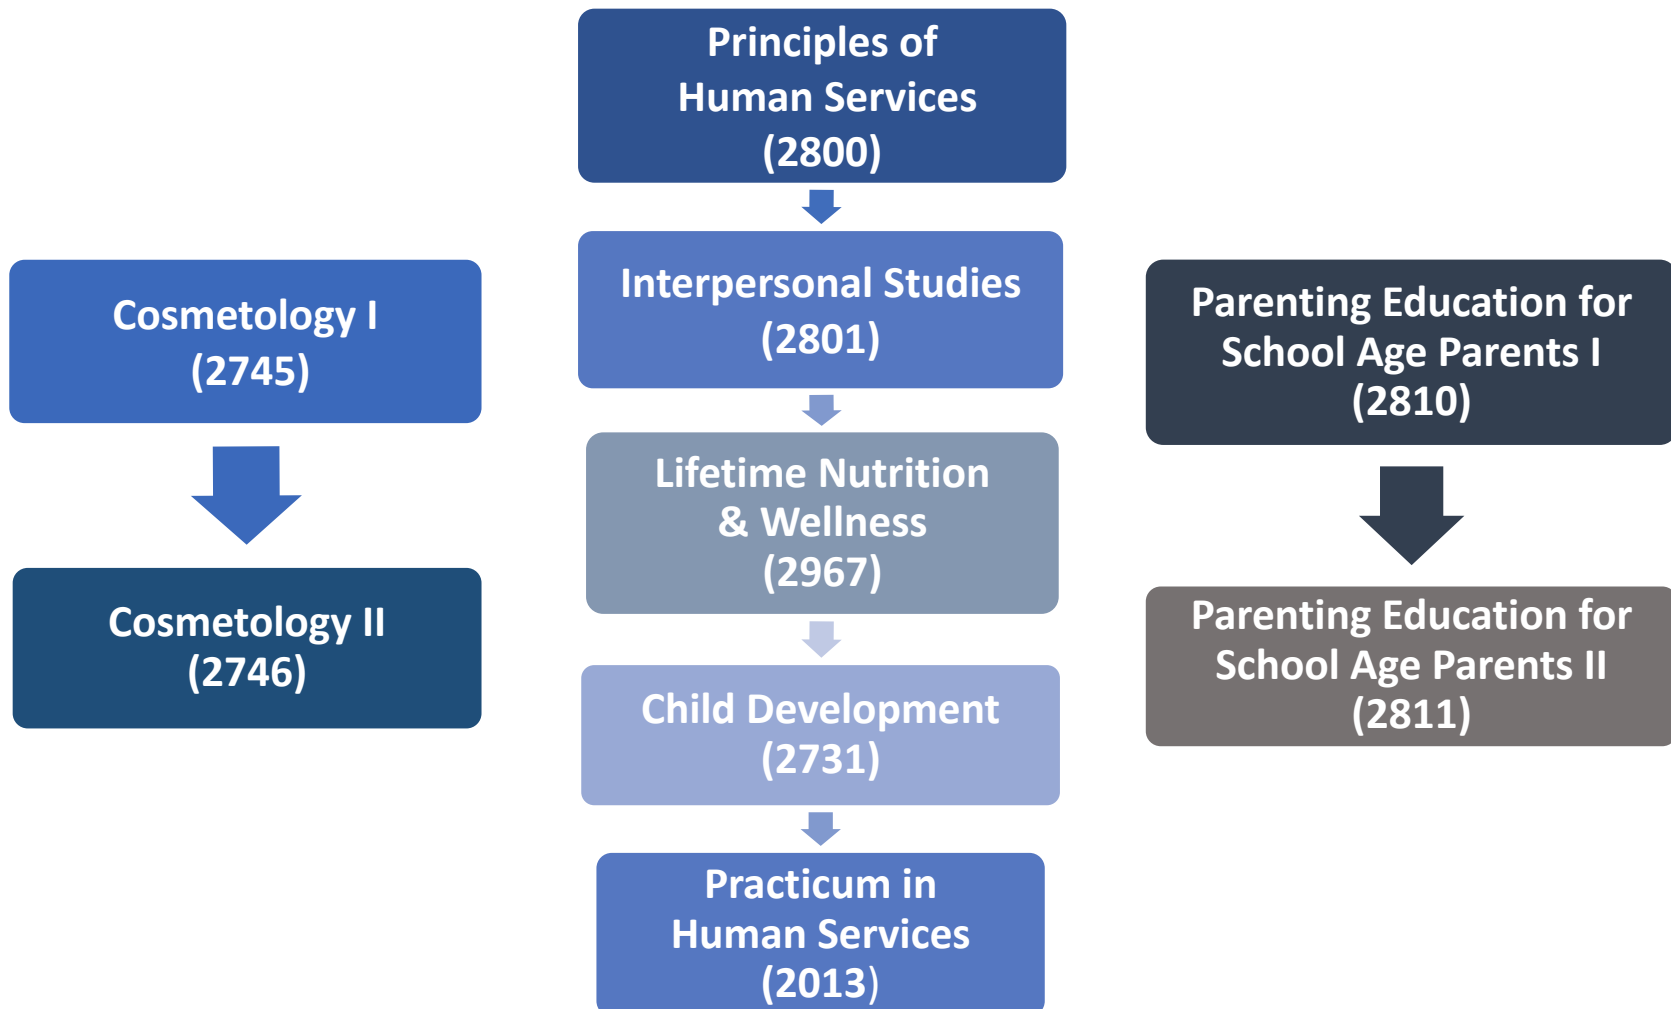 Principles of
Human Services
(2800)
Interpersonal Studies
(2801)
Lifetime Nutrition
& Wellness
(2967)
Child Development
(2731)
Practicum in
Human Services
(2013)
Cosmetology I
(2745)
Cosmetology II
(2746)
Parenting Education for
School Age Parents I
(2810)
Parenting Education for
School Age Parents II
(2811)